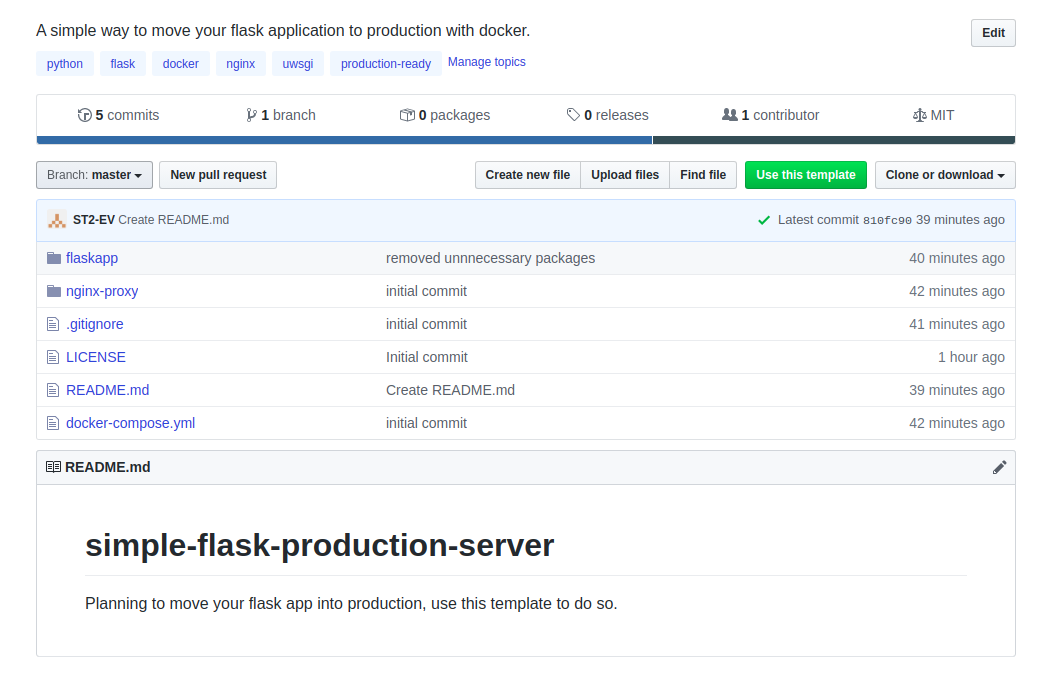 A simple way to move your flask application to production with docker.
Edit
python flask docker nginx uwsgi production-ready Manage topics
5 commits 1 branch 0 packages 0 releases 1 contributor MIT
Branch: master New pull request Create new file Upload files Find file Use this template Clone or download
ST2-EV Create README.md Latest commit 810fc90 39 minutes ago
flaskapp removed unnnecessary packages 40 minutes ago
nginx-proxy initial commit 42 minutes ago
.gitignore initial commit 41 minutes ago
LICENSE Initial commit 1 hour ago
README.md Create README.md 39 minutes ago
docker-compose.yml initial commit 42 minutes ago
README.md
simple-flask-production-server
Planning to move your flask app into production, use this template to do so.